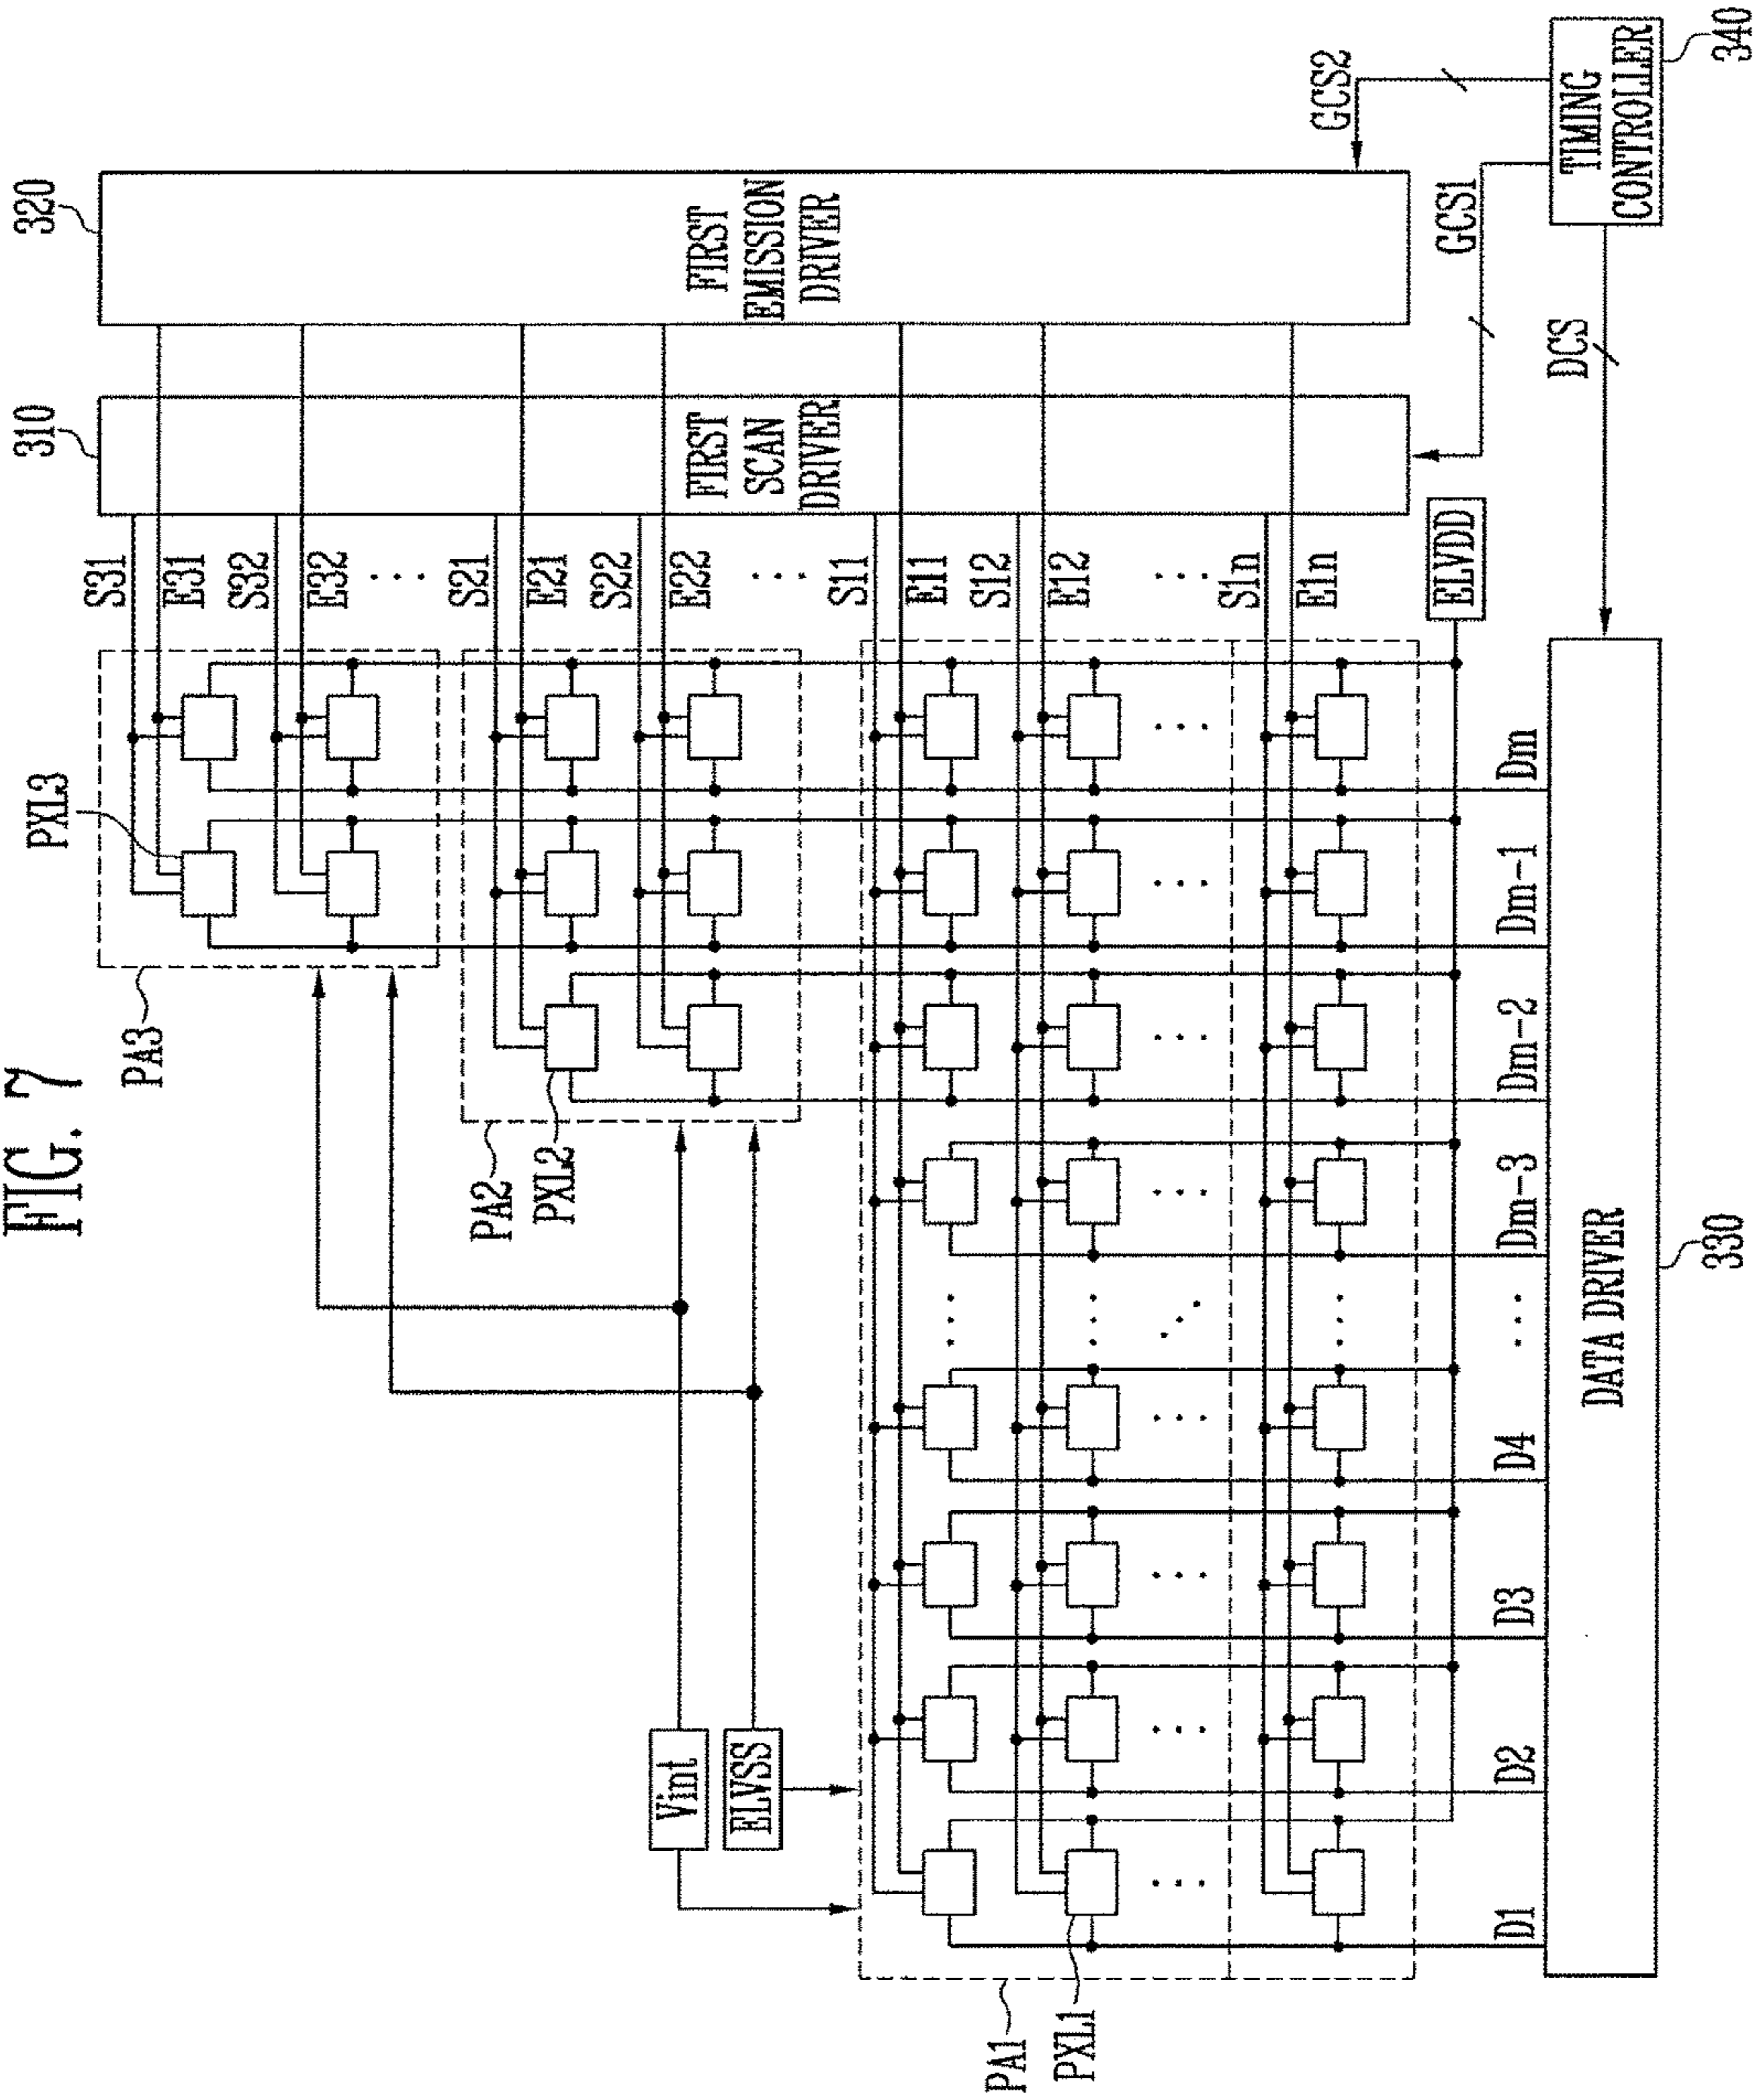 FIG. 7
320
310
PXL3
PA3
FIRST
EMISSION
DRIVER
FIRST
SCAN
DRIVER
S31
E31
S32
E32
...
S21
E21
S22
E22
...
S11
E11
S12
E12
...
S1n
E1n
GCS2
GCS1
TIMING
CONTROLLER
340
DCS
ELVDD
PA2
PXL2
Vint
ELVSS
PA1
PXL1
D1
D2
D3
D4
...
Dm-3
Dm-2
Dm-1
Dm
DATA DRIVER
330